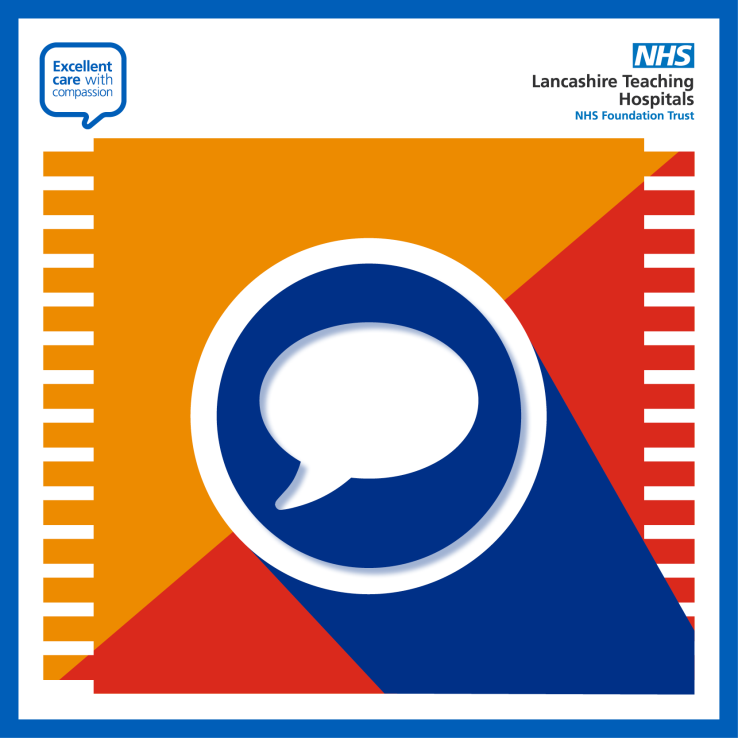 Excellent
care with
compassion
NHS
Lancashire Teaching
Hospitals
NHS Foundation Trust